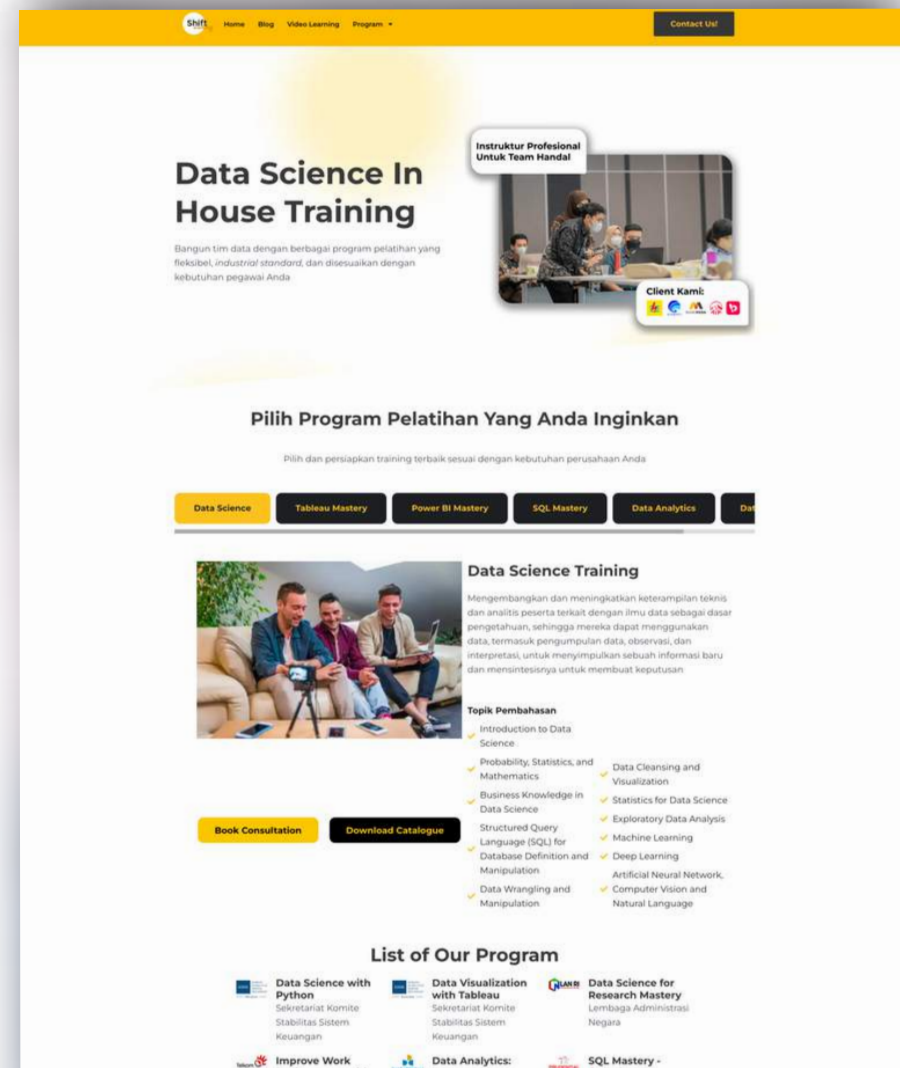 Shift
Home Blog Video Learning Program
Contact Us!
Data Science In
House Training
Bangun tim data dengan berbagai program pelatihan yang
fleksibel, industrial standard, dan disesuaikan dengan
kebutuhan pegawai Anda
Instruktur Profesional
Untuk Team Handal
Client Kami:
Pilih Program Pelatihan Yang Anda Inginkan
Pilih dan persiapkan training terbaik sesuai dengan kebutuhan perusahaan Anda
Data Science
Tableau Mastery
Power BI Mastery
SQL Mastery
Data Analytics
Dat
Data Science Training
Mengembangkan dan meningkatkan keterampilan teknis
dan analitis peserta terkait dengan ilmu data sebagai dasar
pengetahuan, sehingga mereka dapat menggunakan
data, termasuk pengumpulan data, observasi, dan
interpretasi, untuk menyimpulkan sebuah informasi baru
dan mensintesisnya untuk membuat keputusan
Topik Pembahasan
Introduction to Data
Science
Probability, Statistics, and
Mathematics
Business Knowledge in
Data Science
Structured Query
Language (SQL) for
Database Definition and
Manipulation
Data Wrangling and
Manipulation
Data Cleansing and
Visualization
Statistics for Data Science
Exploratory Data Analysis
Machine Learning
Deep Learning
Artificial Neural Network,
Computer Vision and
Natural Language
Book Consultation
Download Catalogue
List of Our Program
Data Science with
Python
Sekretariat Komite
Stabilitas Sistem
Keuangan
Data Visualization
with Tableau
Sekretariat Komite
Stabilitas Sistem
Keuangan
LAN RI
Data Science for
Research Mastery
Lembaga Administrasi
Negara
Telkom
Improve Work
Data Analytics:
PRUDENTIAL
SQL Mastery -